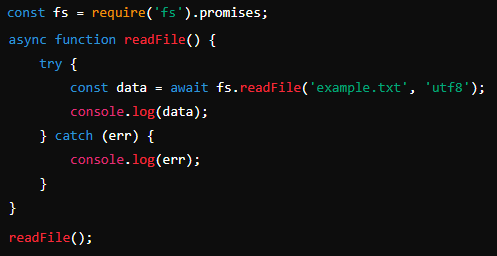 const fs = require('fs').promises;
async function readFile() {
    try {
        const data = await fs.readFile('example.txt', 'utf8');
        console.log(data);
    } catch (err) {
        console.log(err);
    }
}
readFile();